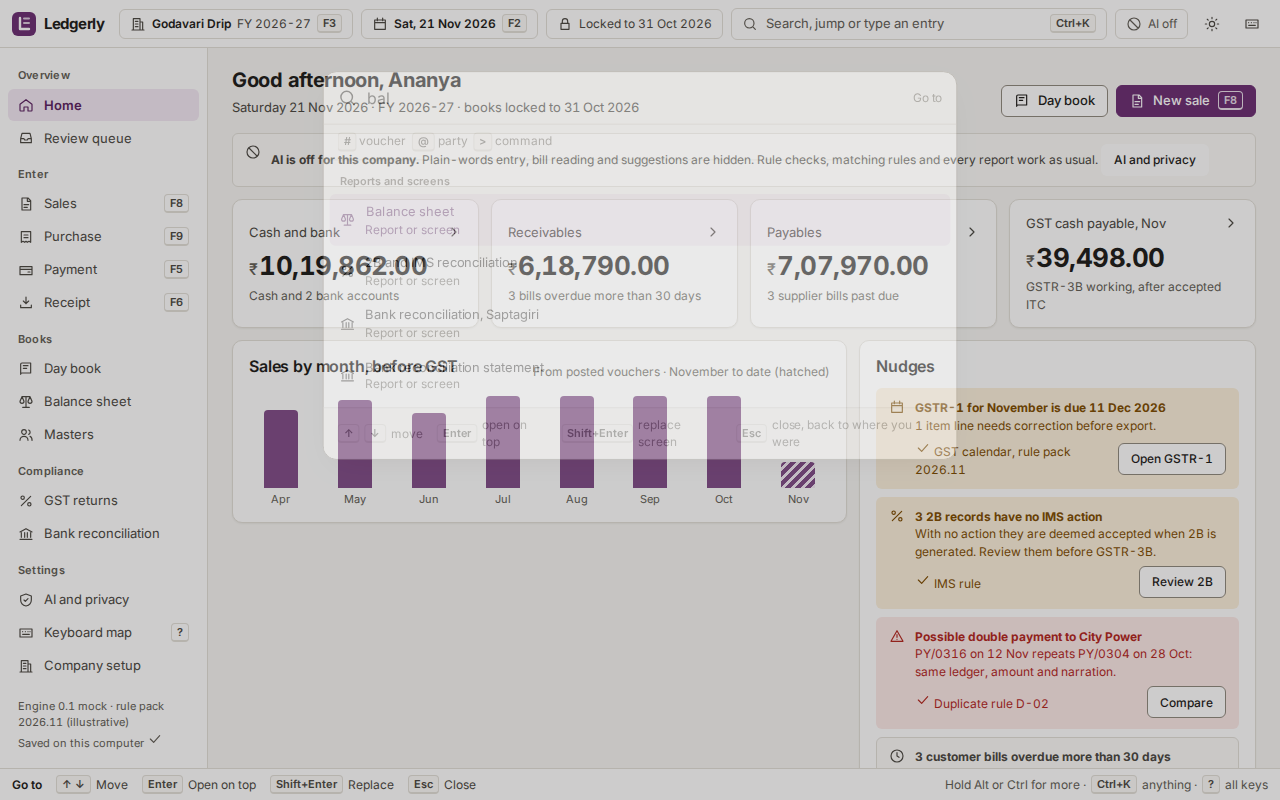 Ledgerly
Godavari Drip FY 2026-27 F3
Sat, 21 Nov 2026 F2
Locked to 31 Oct 2026
Search, jump or type an entry Ctrl+K
AI off
Overview
Home
Review queue
Enter
Sales F8
Purchase F9
Payment F5
Receipt F6
Books
Day book
Balance sheet
Masters
Compliance
GST returns
Bank reconciliation
Settings
AI and privacy
Keyboard map ?
Company setup
Engine 0.1 mock · rule pack
2026.11 (illustrative)
Saved on this computer
Good afternoon, Ananya
Saturday 21 Nov 2026 · FY 2026-27 · books locked to 31 Oct 2026
Day book
New sale F8
AI is off for this company. Plain-words entry, bill reading and suggestions are hidden. Rule checks, matching rules and every report work as usual.
AI and privacy
Cash and bank
₹10,19,862.00
Cash and 2 bank accounts
Receivables
₹6,18,790.00
3 bills overdue more than 30 days
Payables
₹7,07,970.00
3 supplier bills past due
GST cash payable, Nov
₹39,498.00
GSTR-3B working, after accepted
ITC
Sales by month, before GST
From posted vouchers · November to date (hatched)
Apr May Jun Jul Aug Sep Oct Nov
Nudges
GSTR-1 for November is due 11 Dec 2026
1 item line needs correction before export.
GST calendar, rule pack
2026.11
Open GSTR-1
3 2B records have no IMS action
With no action they are deemed accepted when 2B is
generated. Review them before GSTR-3B.
IMS rule
Review 2B
Possible double payment to City Power
PY/0316 on 12 Nov repeats PY/0304 on 28 Oct:
same ledger, amount and narration.
Duplicate rule D-02
Compare
3 customer bills overdue more than 30 days
bal
Go to
# voucher @ party > command
Reports and screens
Balance sheet
Report or screen
2B and IMS reconciliation
Report or screen
Bank reconciliation, Saptagiri
Report or screen
Bank reconciliation statement
Report or screen
↑ ↓ move
Enter open on
top
Shift+Enter replace
screen
Esc close, back to where you
were
Go to ↑ ↓ Move Enter Open on top Shift+Enter Replace Esc Close
Hold Alt or Ctrl for more · Ctrl+K anything · ? all keys